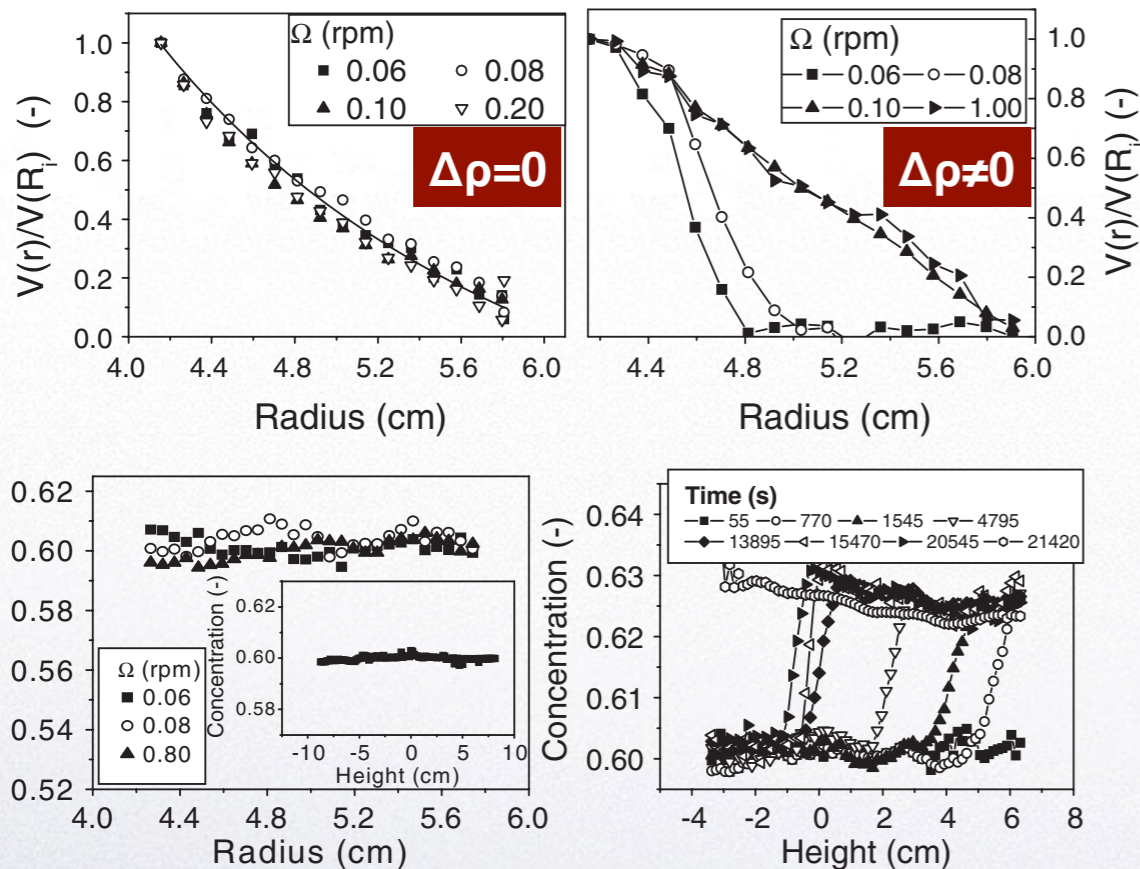 Ω (rpm)
0.06 0.08
0.10 0.20
Δρ=0
V(r)/V(Ri) (-)
1.0
0.8
0.6
0.4
0.2
0.0
4.0 4.4 4.8 5.2 5.6 6.0
Radius (cm)
Ω (rpm)
0.06 0.08
0.10 1.00
Δρ≠0
1.0
0.8
0.6
0.4
0.2
0.0
V(r)/V(Ri) (-)
4.4 4.8 5.2 5.6 6.0
Radius (cm)
0.62
0.60
0.58
0.56
0.54
0.52
Ω (rpm)
0.06
0.08
0.80
Concentration (-)
0.62
0.60
0.58
-10 -5 0 5 10
Height (cm)
4.0 4.4 4.8 5.2 5.6 6.0
Radius (cm)
Time (s)
55 770 1545 4795
13895 15470 20545 21420
Concentration (-)
0.64
0.63
0.62
0.61
0.60
-4 -2 0 2 4 6 8
Height (cm)